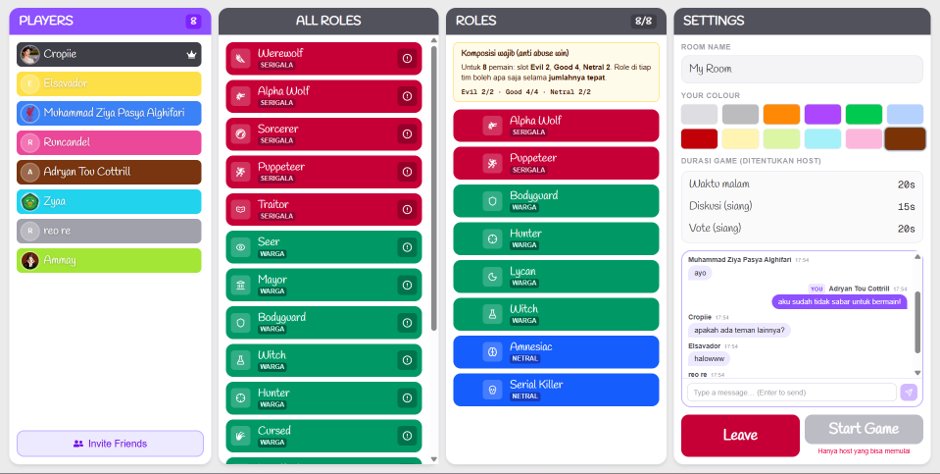 PLAYERS
8
Cropiie
E
Elsavador
Muhammad Ziya Pasya Alghifari
R
Runcandel
A
Adryan Tou Cottrill
Zyaa
R
reo re
Ammay
Invite Friends
ALL ROLES
Werewolf
SERIGALA
Alpha Wolf
SERIGALA
Sorcerer
SERIGALA
Puppeteer
SERIGALA
Traitor
SERIGALA
Seer
WARGA
Mayor
WARGA
Bodyguard
WARGA
Witch
WARGA
Hunter
WARGA
Cursed
WARGA
ROLES
8/8
Komposisi wajib (anti abuse win)
Untuk 8 pemain: slot Evil 2, Good 4, Netral 2. Role di tiap
tim boleh apa saja selama jumlahnya tepat.
Evil 2/2 · Good 4/4 · Netral 2/2
Alpha Wolf
SERIGALA
Puppeteer
SERIGALA
Bodyguard
WARGA
Hunter
WARGA
Lycan
WARGA
Witch
WARGA
Amnesiac
NETRAL
Serial Killer
NETRAL
SETTINGS
ROOM NAME
My Room
YOUR COLOUR
DURASI GAME (DITENTUKAN HOST)
Waktu malam 20s
Diskusi (siang) 15s
Vote (siang) 20s
Muhammad Ziya Pasya Alghifari 17:54
ayo
YOU Adryan Tou Cottrill 17:54
aku sudah tidak sabar untuk bermain!
Cropiie 17:54
apakah ada teman lainnya?
Elsavador 17:54
halowww
reo re 17:54
Type a message... (Enter to send)
Leave
Start Game
Hanya host yang bisa memulai